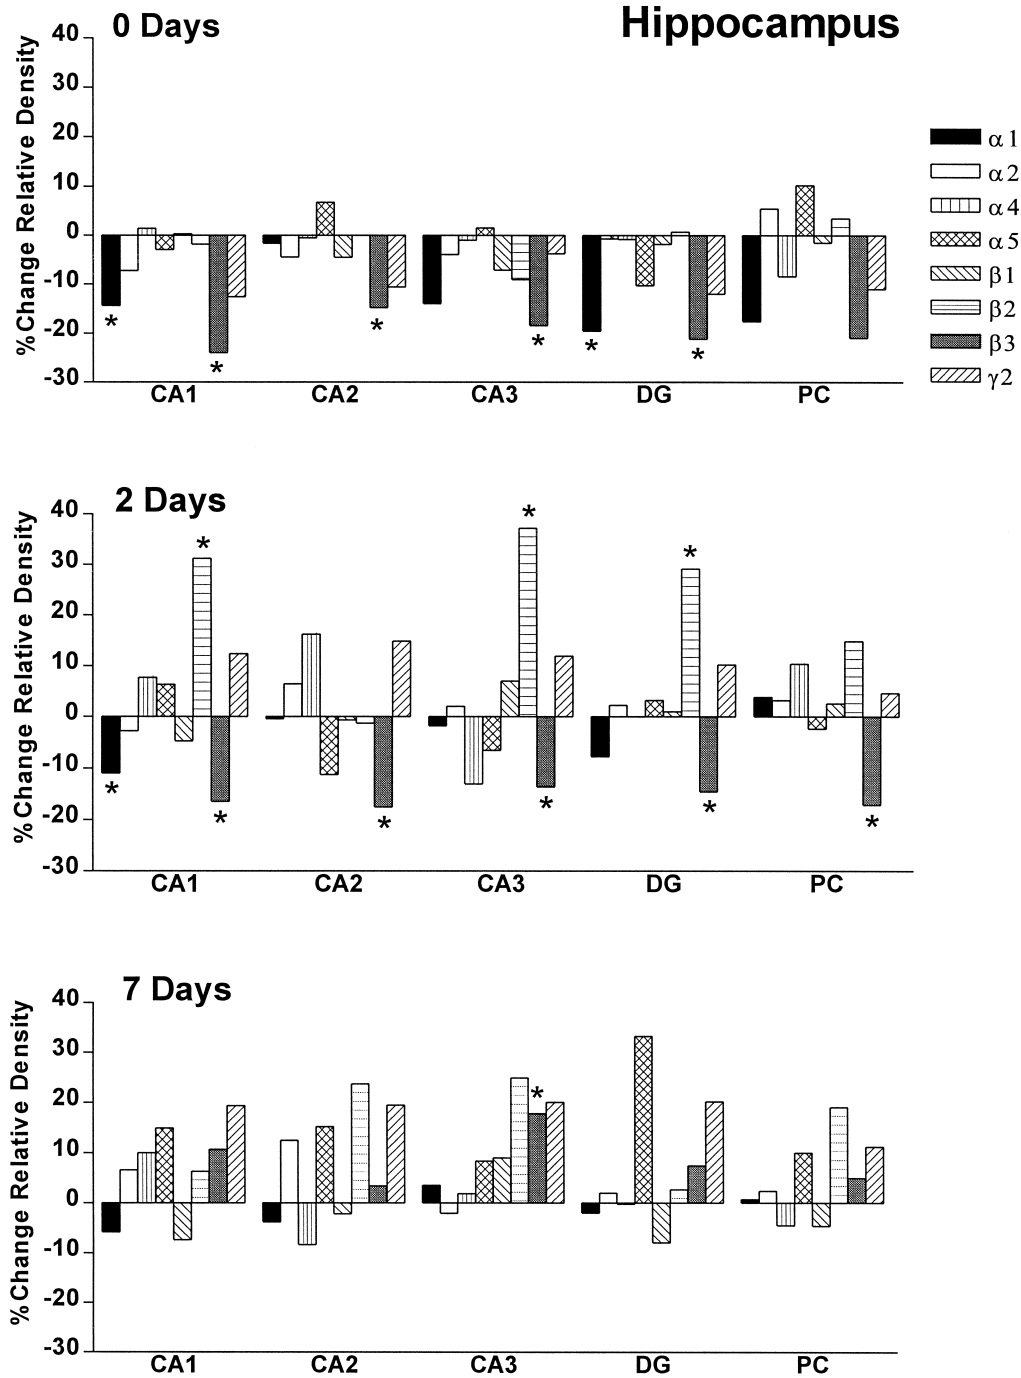 0 Days
Hippocampus
%Change Relative Density
40
30
20
10
0
-10
-20
-30
*
*
*
*
*
*
CA1
CA2
CA3
DG
PC
α1
α2
α4
α5
β1
β2
β3
γ2
2 Days
%Change Relative Density
40
30
20
10
0
-10
-20
-30
*
*
*
*
*
*
*
*
*
CA1
CA2
CA3
DG
PC
7 Days
%Change Relative Density
40
30
20
10
0
-10
-20
-30
*
CA1
CA2
CA3
DG
PC